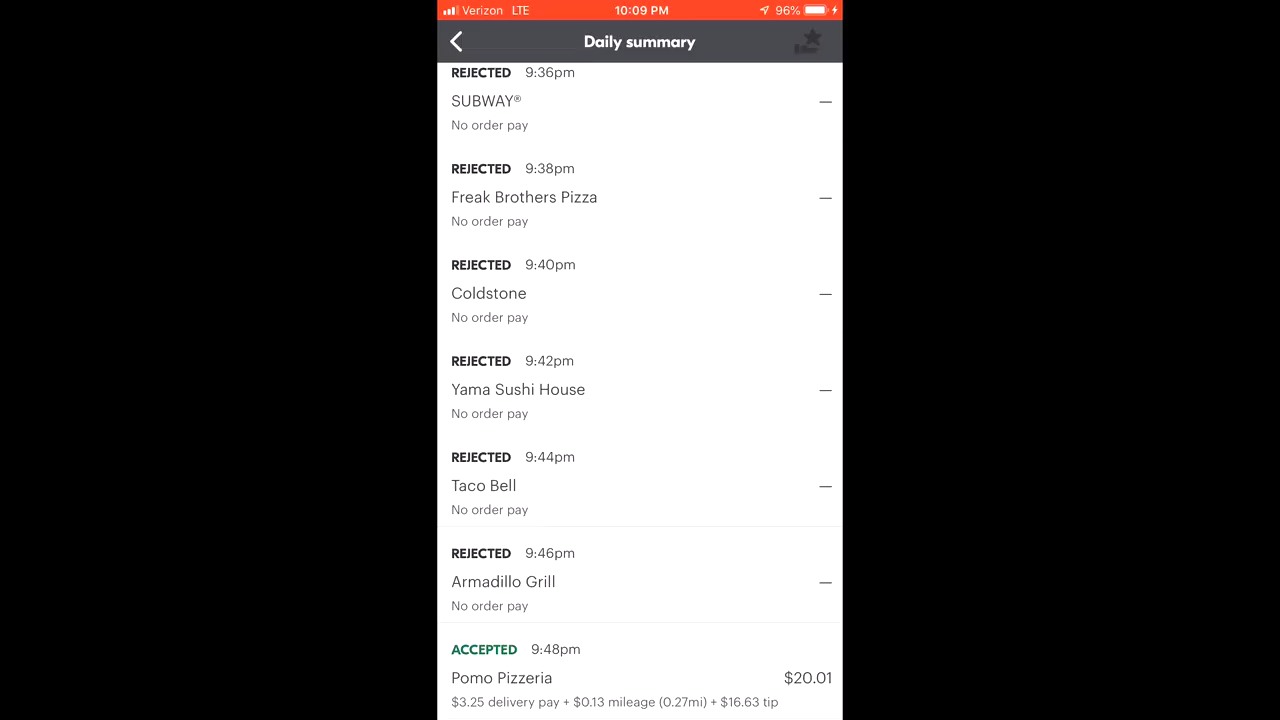 Verizon LTE 10:09 PM 96%
Daily summary
REJECTED 9:36pm
SUBWAY® —
No order pay
REJECTED 9:38pm
Freak Brothers Pizza —
No order pay
REJECTED 9:40pm
Coldstone —
No order pay
REJECTED 9:42pm
Yama Sushi House —
No order pay
REJECTED 9:44pm
Taco Bell —
No order pay
REJECTED 9:46pm
Armadillo Grill —
No order pay
ACCEPTED 9:48pm
Pomo Pizzeria $20.01
$3.25 delivery pay + $0.13 mileage (0.27mi) + $16.63 tip